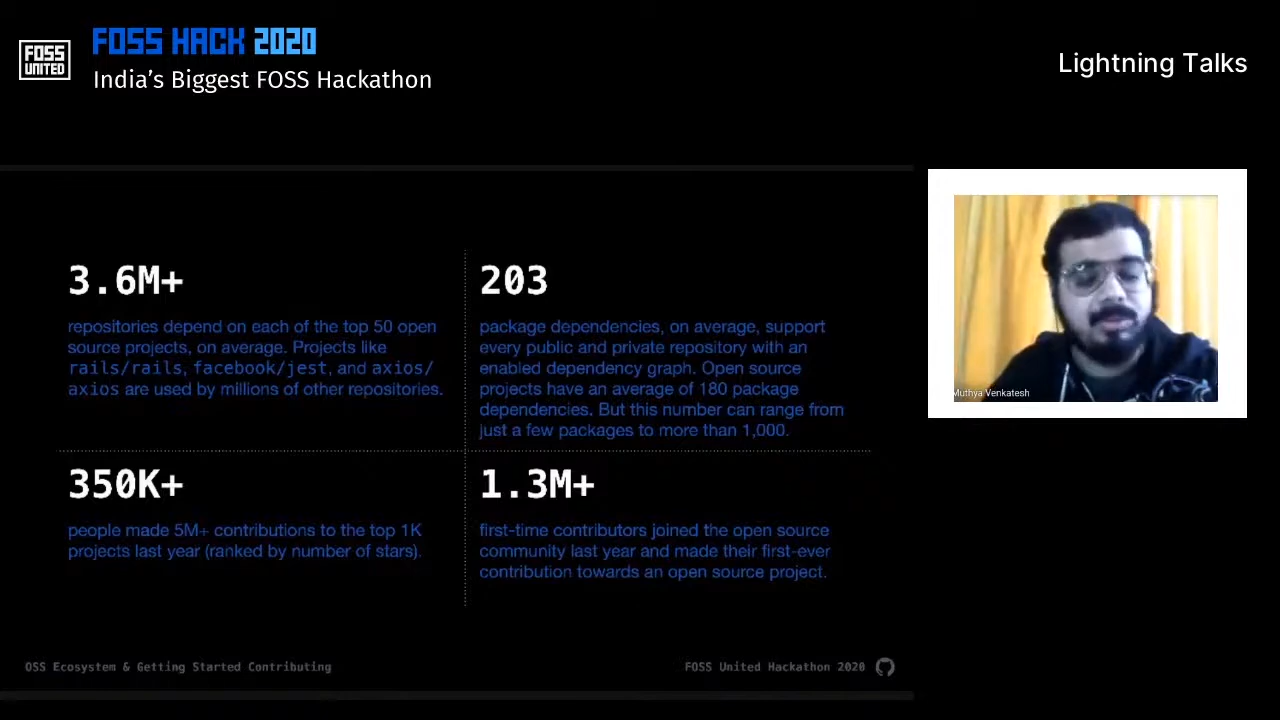 FOSS UNITED
FOSS HACK 2020
India's Biggest FOSS Hackathon
Lightning Talks
3.6M+
repositories depend on each of the top 50 open
source projects, on average. Projects like
rails/rails, facebook/jest, and axios/
axios are used by millions of other repositories.
203
package dependencies, on average, support
every public and private repository with an
enabled dependency graph. Open source
projects have an average of 180 package
dependencies. But this number can range from
just a few packages to more than 1,000.
350K+
people made 5M+ contributions to the top 1K
projects last year (ranked by number of stars).
1.3M+
first-time contributors joined the open source
community last year and made their first-ever
contribution towards an open source project.
Muthya Venkatesh
OSS Ecosystem & Getting Started Contributing
FOSS United Hackathon 2020